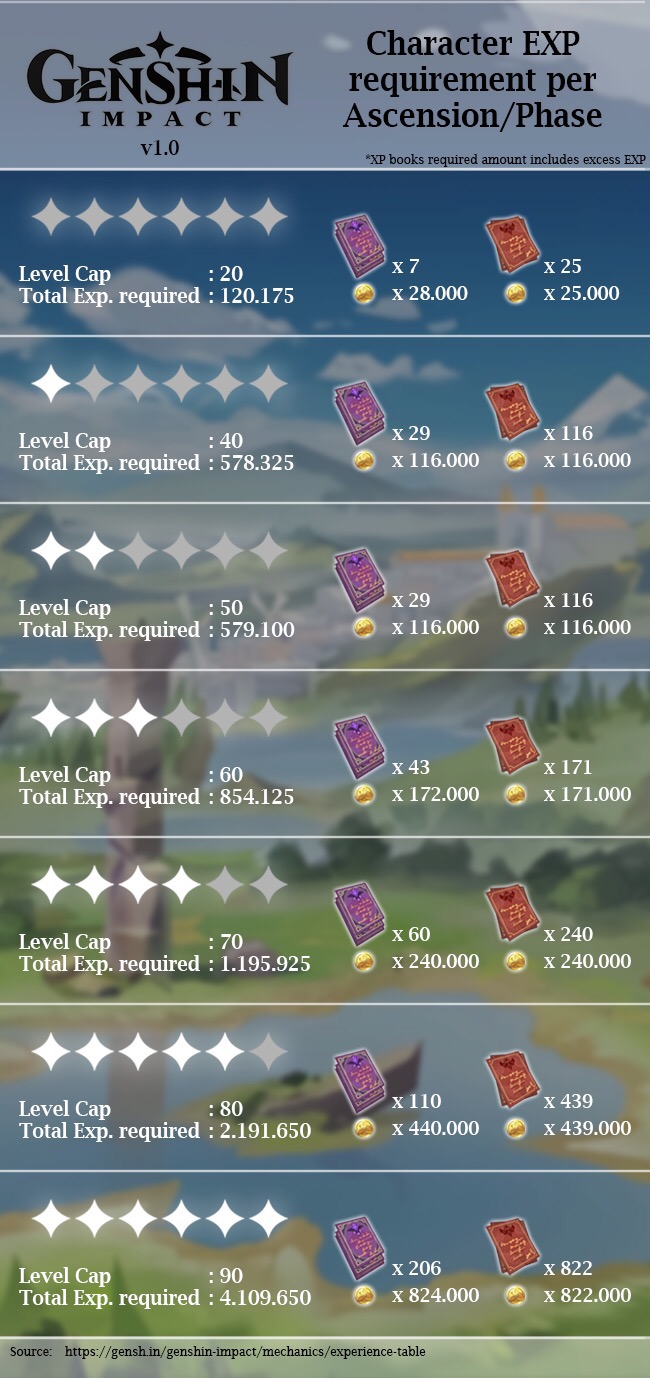 GENSHIN
IMPACT
v1.0
Character EXP
requirement per
Ascension/Phase
*XP books required amount includes excess EXP
Level Cap : 20
Total Exp. required : 120.175
x 7
x 28.000
x 25
x 25.000
Level Cap : 40
Total Exp. required : 578.325
x 29
x 116.000
x 116
x 116.000
Level Cap : 50
Total Exp. required : 579.100
x 29
x 116.000
x 116
x 116.000
Level Cap : 60
Total Exp. required : 854.125
x 43
x 172.000
x 171
x 171.000
Level Cap : 70
Total Exp. required : 1.195.925
x 60
x 240.000
x 240
x 240.000
Level Cap : 80
Total Exp. required : 2.191.650
x 110
x 440.000
x 439
x 439.000
Level Cap : 90
Total Exp. required : 4.109.650
x 206
x 824.000
x 822
x 822.000
Source: https://gensh.in/genshin-impact/mechanics/experience-table